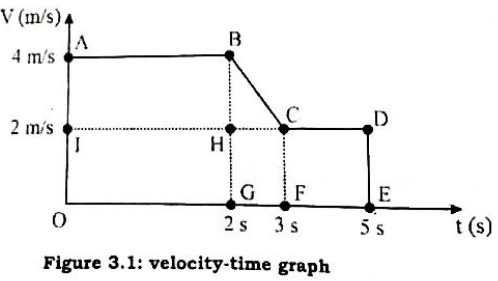 V (m/s)
A
B
4 m/s
C
D
2 m/s
I
H
G
F
E
O
2 s
3 s
5 s
t (s)
Figure 3.1: velocity-time graph